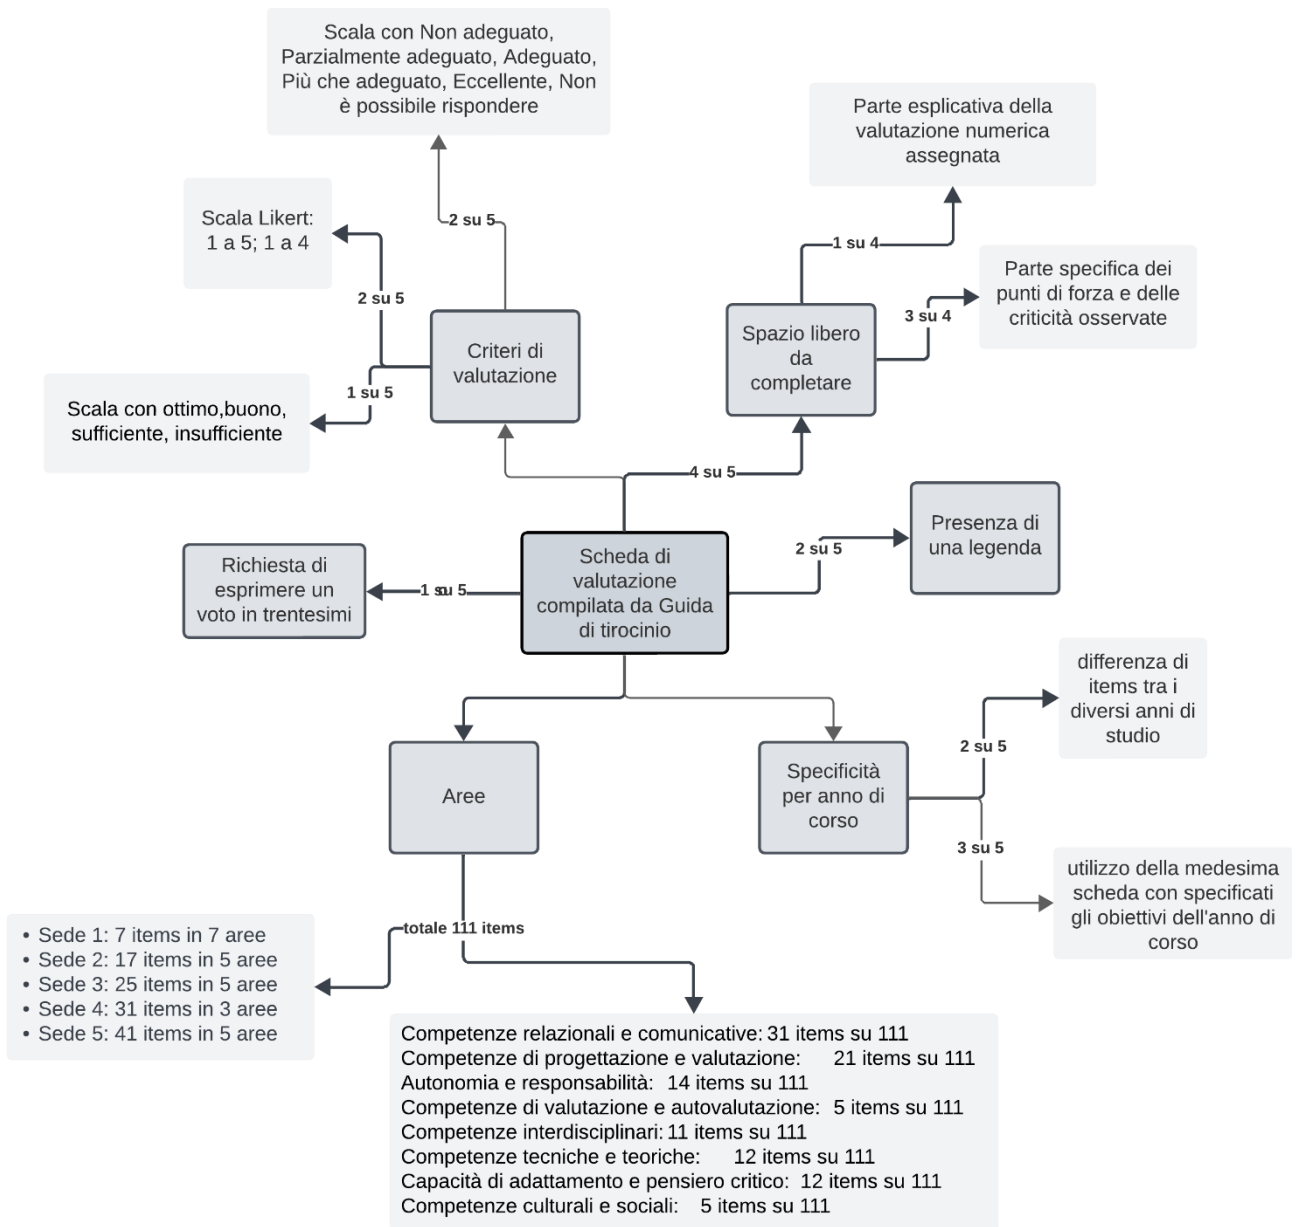 Scala con Non adeguato,
Parzialmente adeguato, Adeguato,
Più che adeguato, Eccellente, Non
è possibile rispondere
Parte esplicativa della
valutazione numerica
assegnata
Scala Likert:
1 a 5; 1 a 4
2 su 5
1 su 4
Parte specifica dei
punti di forza e delle
criticità osservate
2 su 5
3 su 4
Criteri di
valutazione
Spazio libero
da
completare
1 su 5
Scala con ottimo,buono,
sufficiente, insufficiente
4 su 5
Presenza di
una legenda
2 su 5
Richiesta di
esprimere un
voto in trentesimi
1 su 5
Scheda di
valutazione
compilata da Guida
di tirocinio
differenza di
items tra i
diversi anni di
studio
2 su 5
Aree
Specificità
per anno di
corso
3 su 5
utilizzo della medesima
scheda con specificati
gli obiettivi dell'anno di
corso
totale 111 items
• Sede 1: 7 items in 7 aree
• Sede 2: 17 items in 5 aree
• Sede 3: 25 items in 5 aree
• Sede 4: 31 items in 3 aree
• Sede 5: 41 items in 5 aree
Competenze relazionali e comunicative: 31 items su 111
Competenze di progettazione e valutazione: 21 items su 111
Autonomia e responsabilità: 14 items su 111
Competenze di valutazione e autovalutazione: 5 items su 111
Competenze interdisciplinari: 11 items su 111
Competenze tecniche e teoriche: 12 items su 111
Capacità di adattamento e pensiero critico: 12 items su 111
Competenze culturali e sociali: 5 items su 111